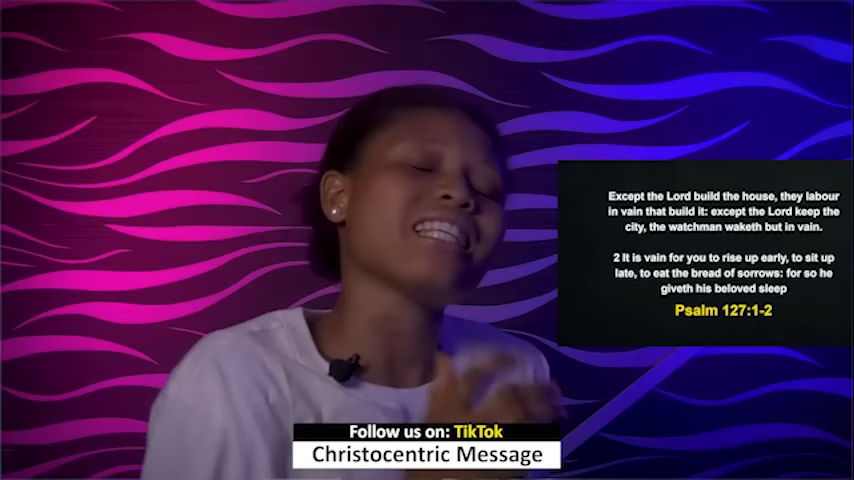 Except the Lord build the house, they labour
in vain that build it: except the Lord keep the
city, the watchman waketh but in vain.
2 It is vain for you to rise up early, to sit up
late, to eat the bread of sorrows: for so he
giveth his beloved sleep
Psalm 127:1-2
Follow us on: TikTok
Christocentric Message